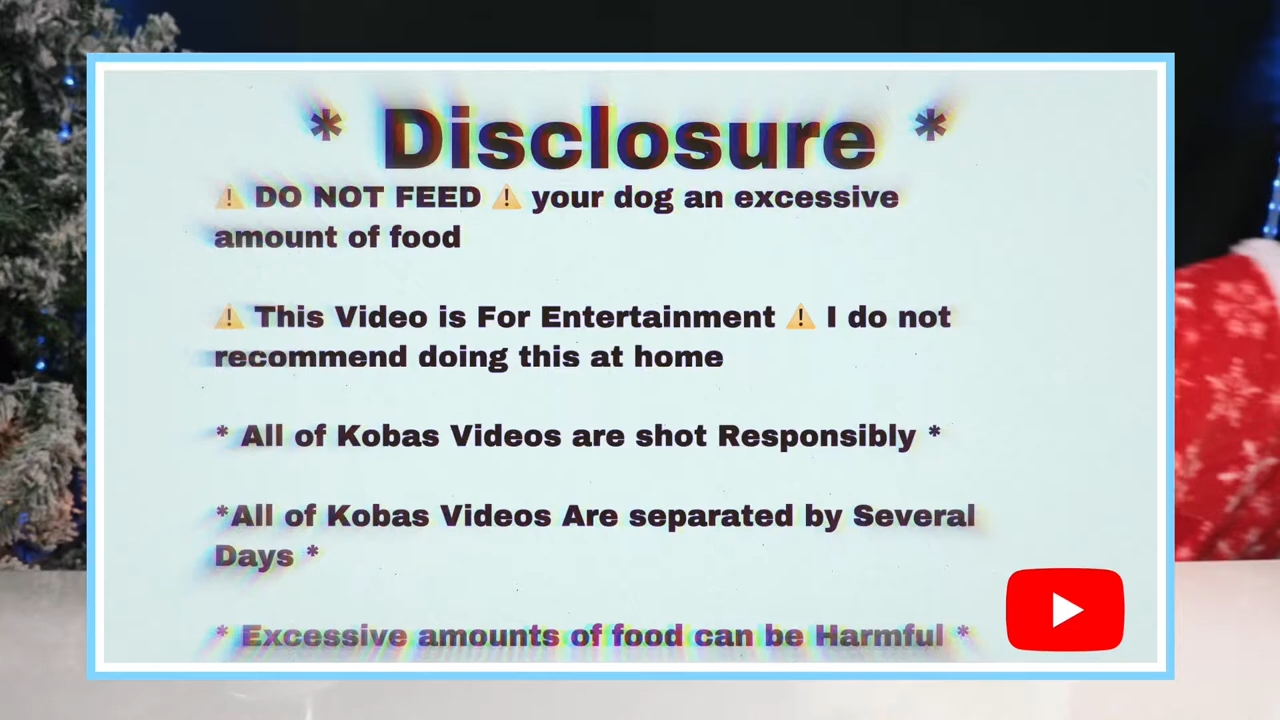 * Disclosure *
⚠️ DO NOT FEED ⚠️ your dog an excessive
amount of food
⚠️ This Video is For Entertainment ⚠️ I do not
recommend doing this at home
* All of Kobas Videos are shot Responsibly *
*All of Kobas Videos Are separated by Several
Days *
* Excessive amounts of food can be Harmful *